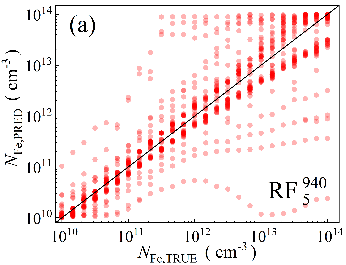 (a)
N_Fe,PRED ( cm⁻³ )
10¹⁴
10¹³
10¹²
10¹¹
10¹⁰
RF₅⁹⁴⁰
10¹⁰ 10¹¹ 10¹² 10¹³ 10¹⁴
N_Fe,TRUE ( cm⁻³ )